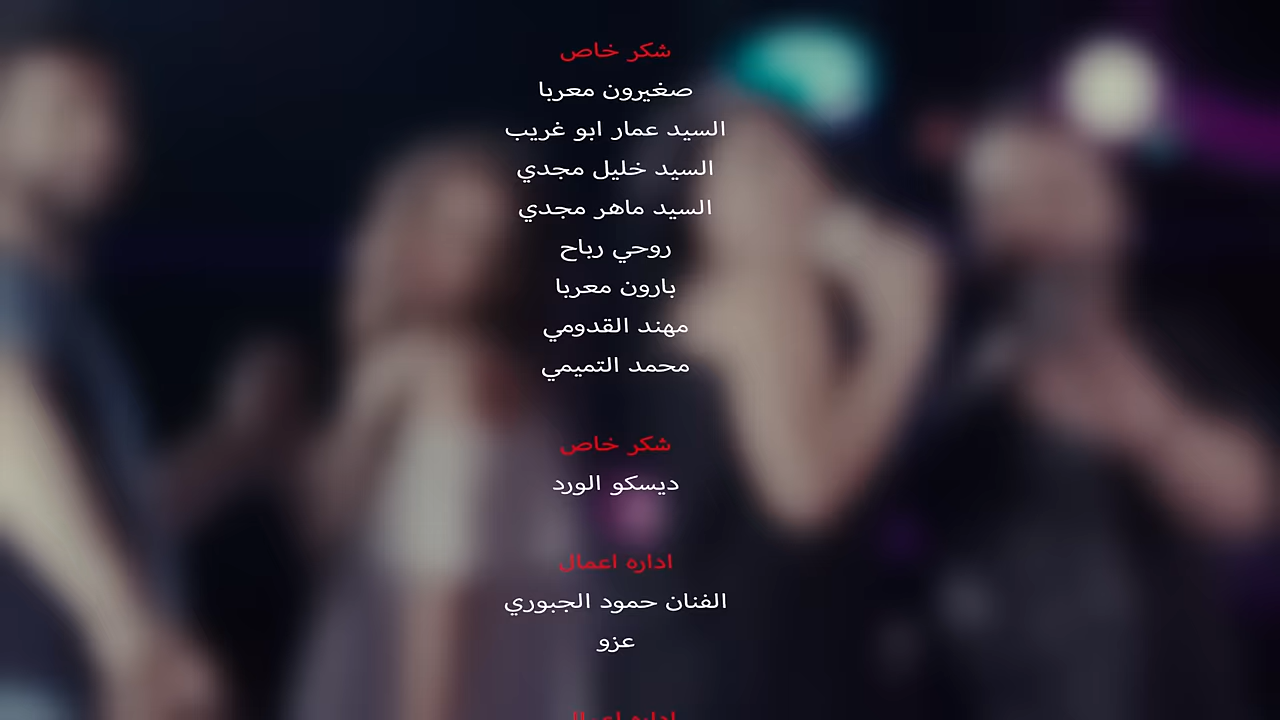 شكر خاص
صغيرون معربا
السيد عمار ابو غريب
السيد خليل مجدي
السيد ماهر مجدي
روحي رباح
بارون معربا
مهند القدومي
محمد التميمي
شكر خاص
ديسكو الورد
اداره اعمال
الفنان حمود الجبوري
عزو